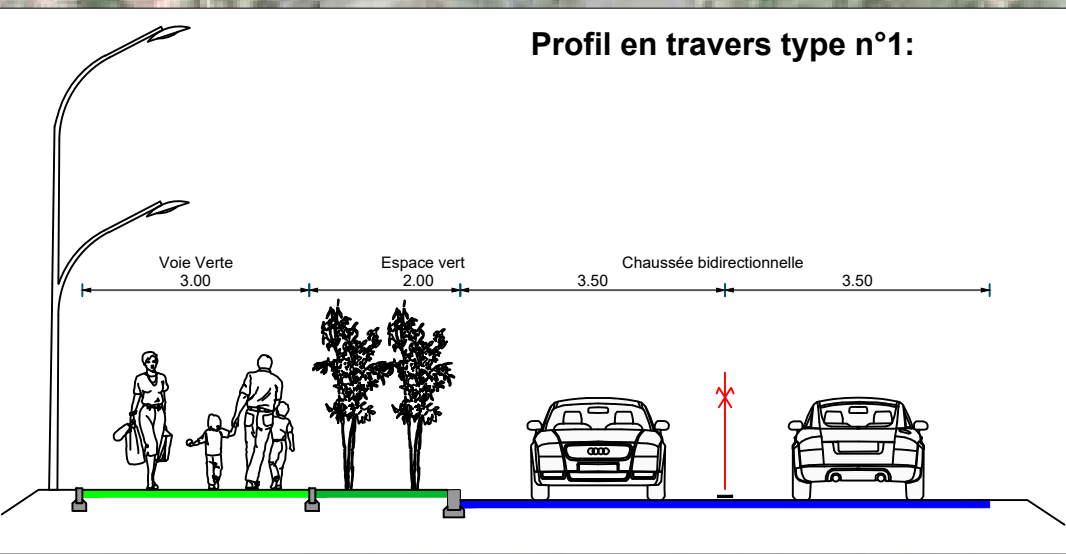 Profil en travers type n°1:
Voie Verte
3.00
Espace vert
2.00
Chaussée bidirectionnelle
3.50
3.50